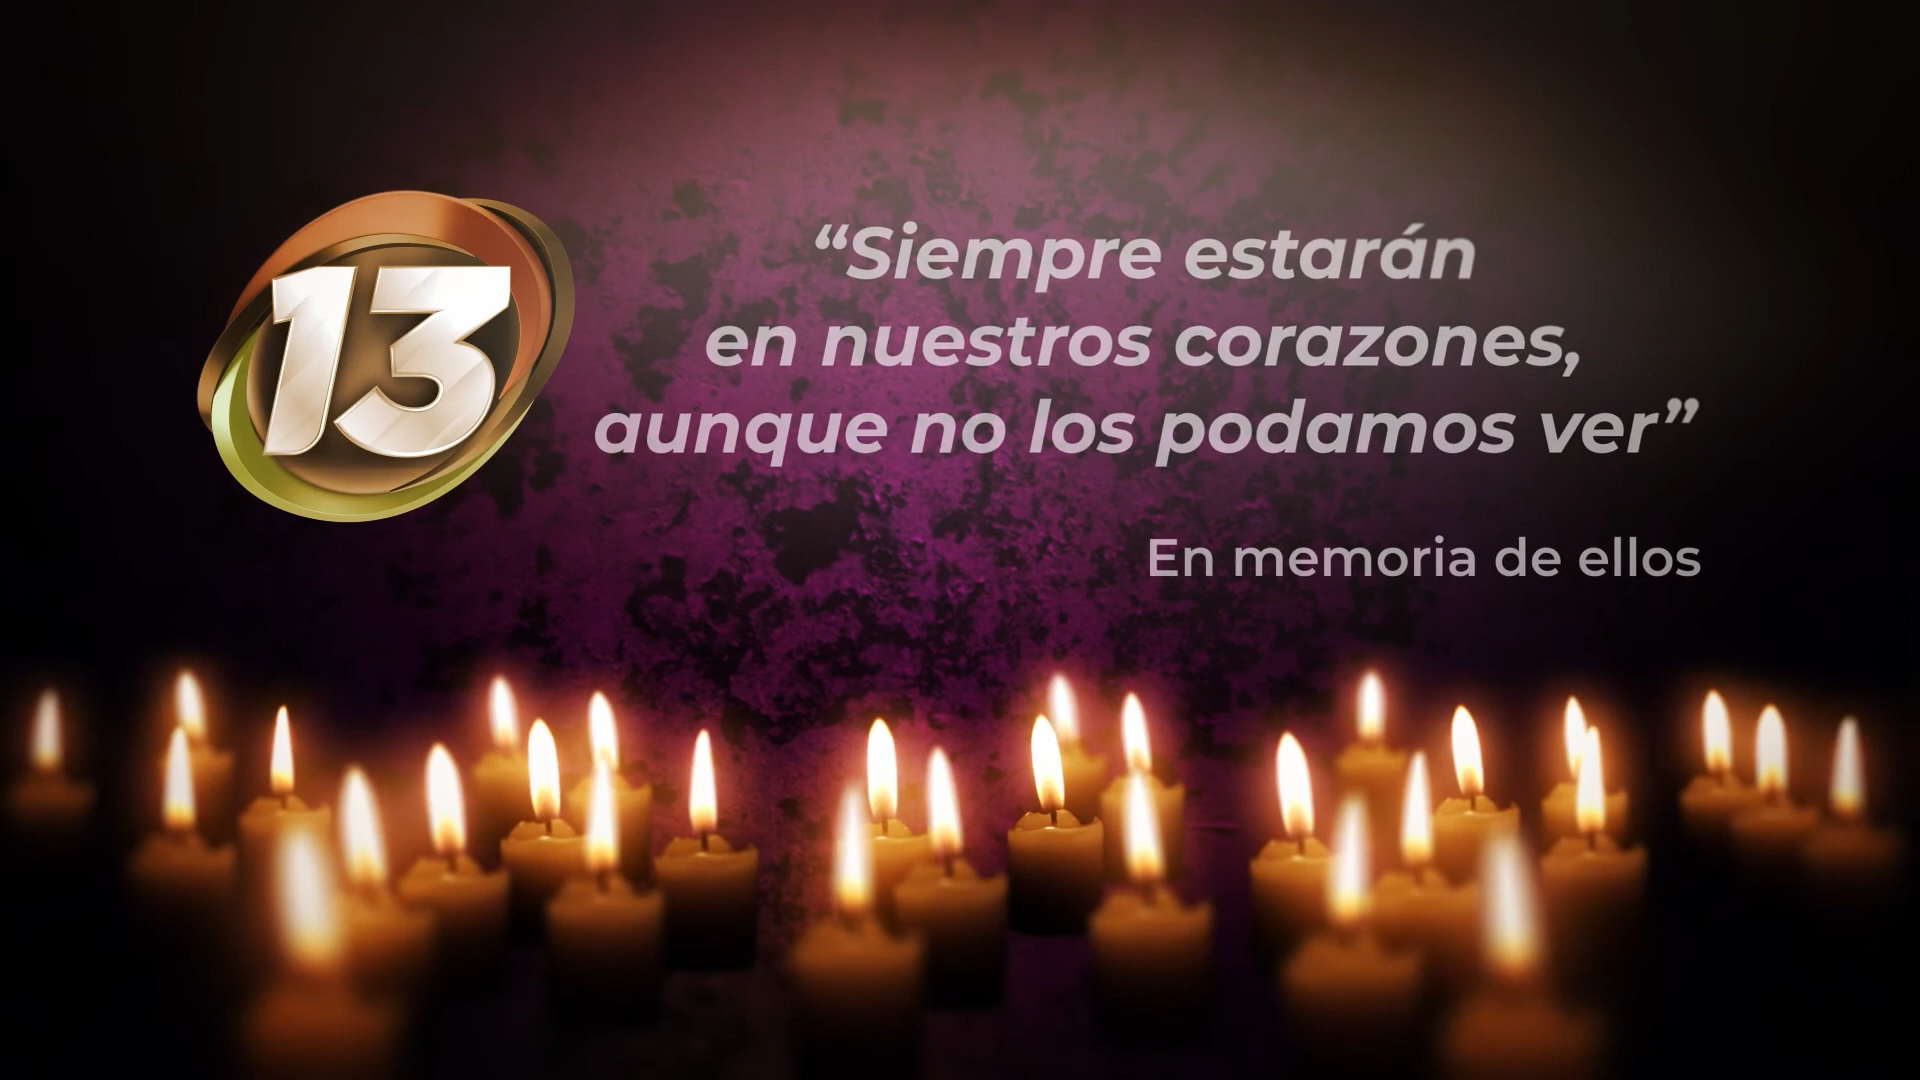 13
“Siempre estarán
en nuestros corazones,
aunque no los podamos ver”
En memoria de ellos